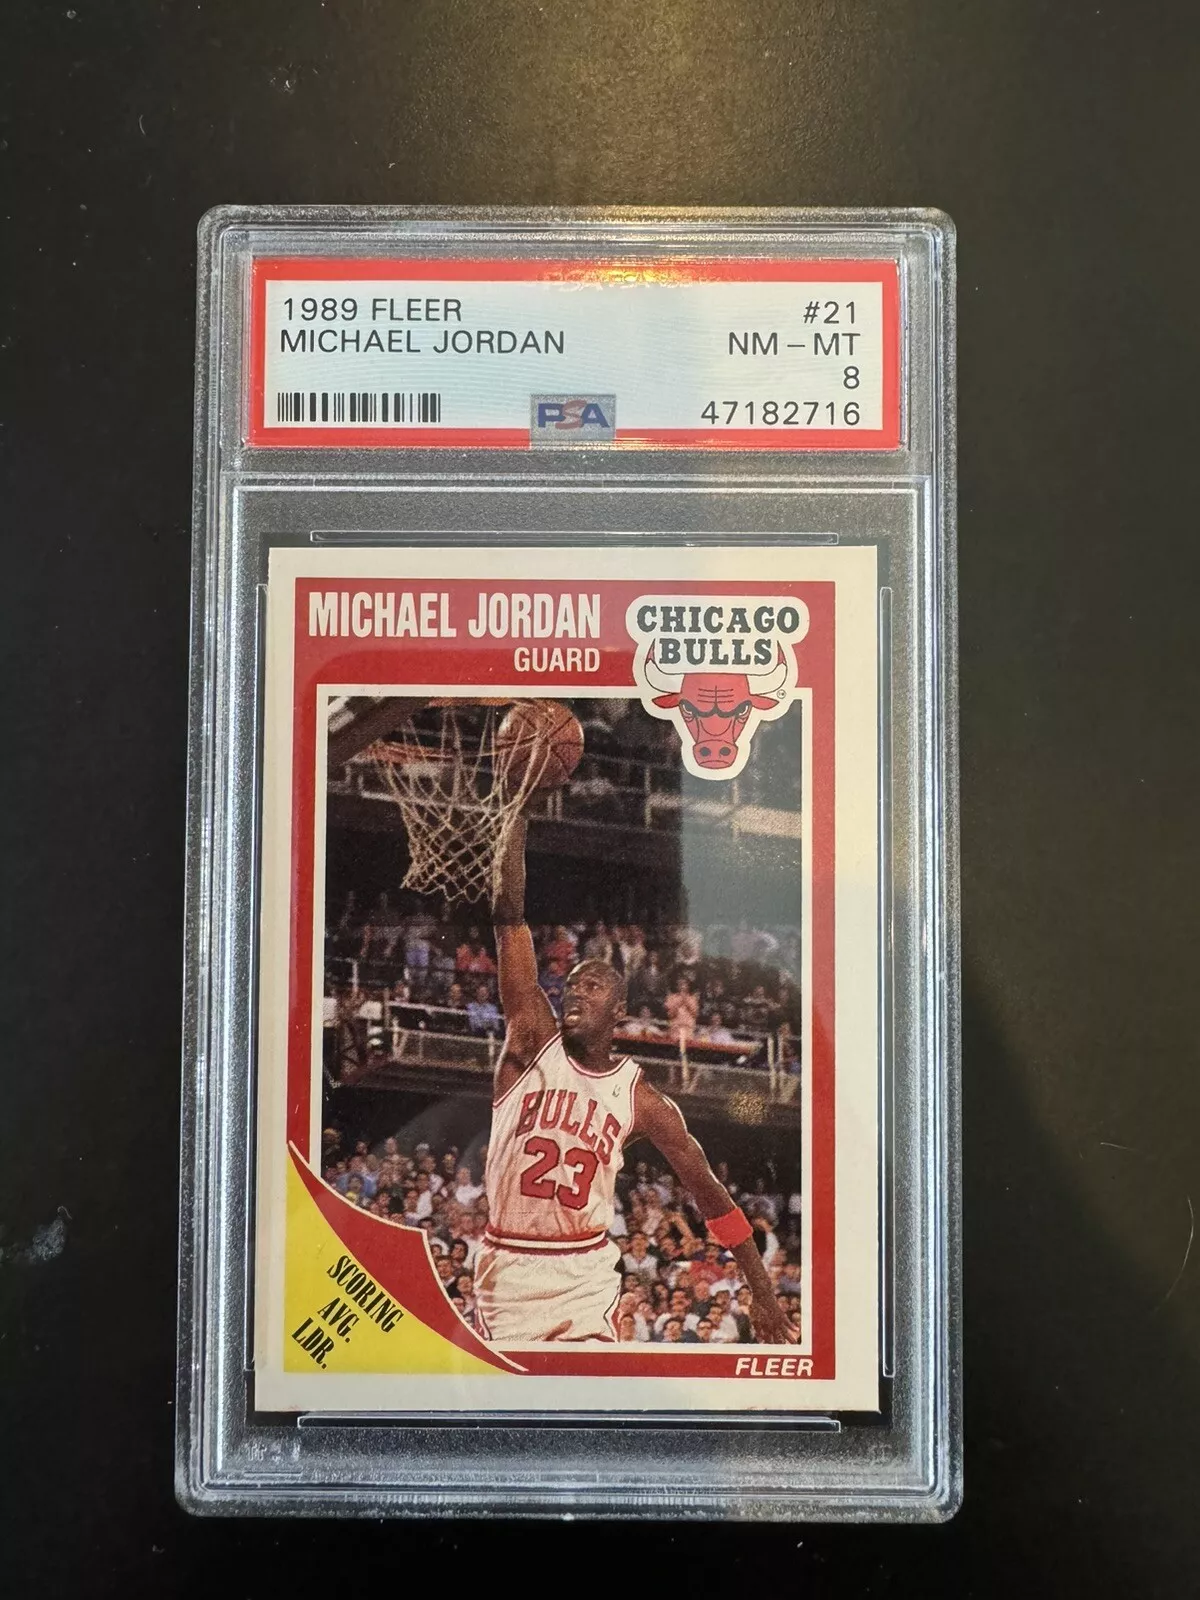 1989 FLEER #21
MICHAEL JORDAN NM - MT
8
PSA 47182716
MICHAEL JORDAN
GUARD
CHICAGO
BULLS
BULLS
23
SCORING
AVG.
LDR.
FLEER